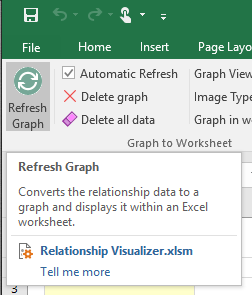 File Home Insert Page Layo
Refresh Graph
Automatic Refresh
Delete graph
Delete all data
Graph View
Image Type
Graph in w
Graph to Worksheet
Refresh Graph
Converts the relationship data to a
graph and displays it within an Excel
worksheet.
Relationship Visualizer.xlsm
Tell me more
3